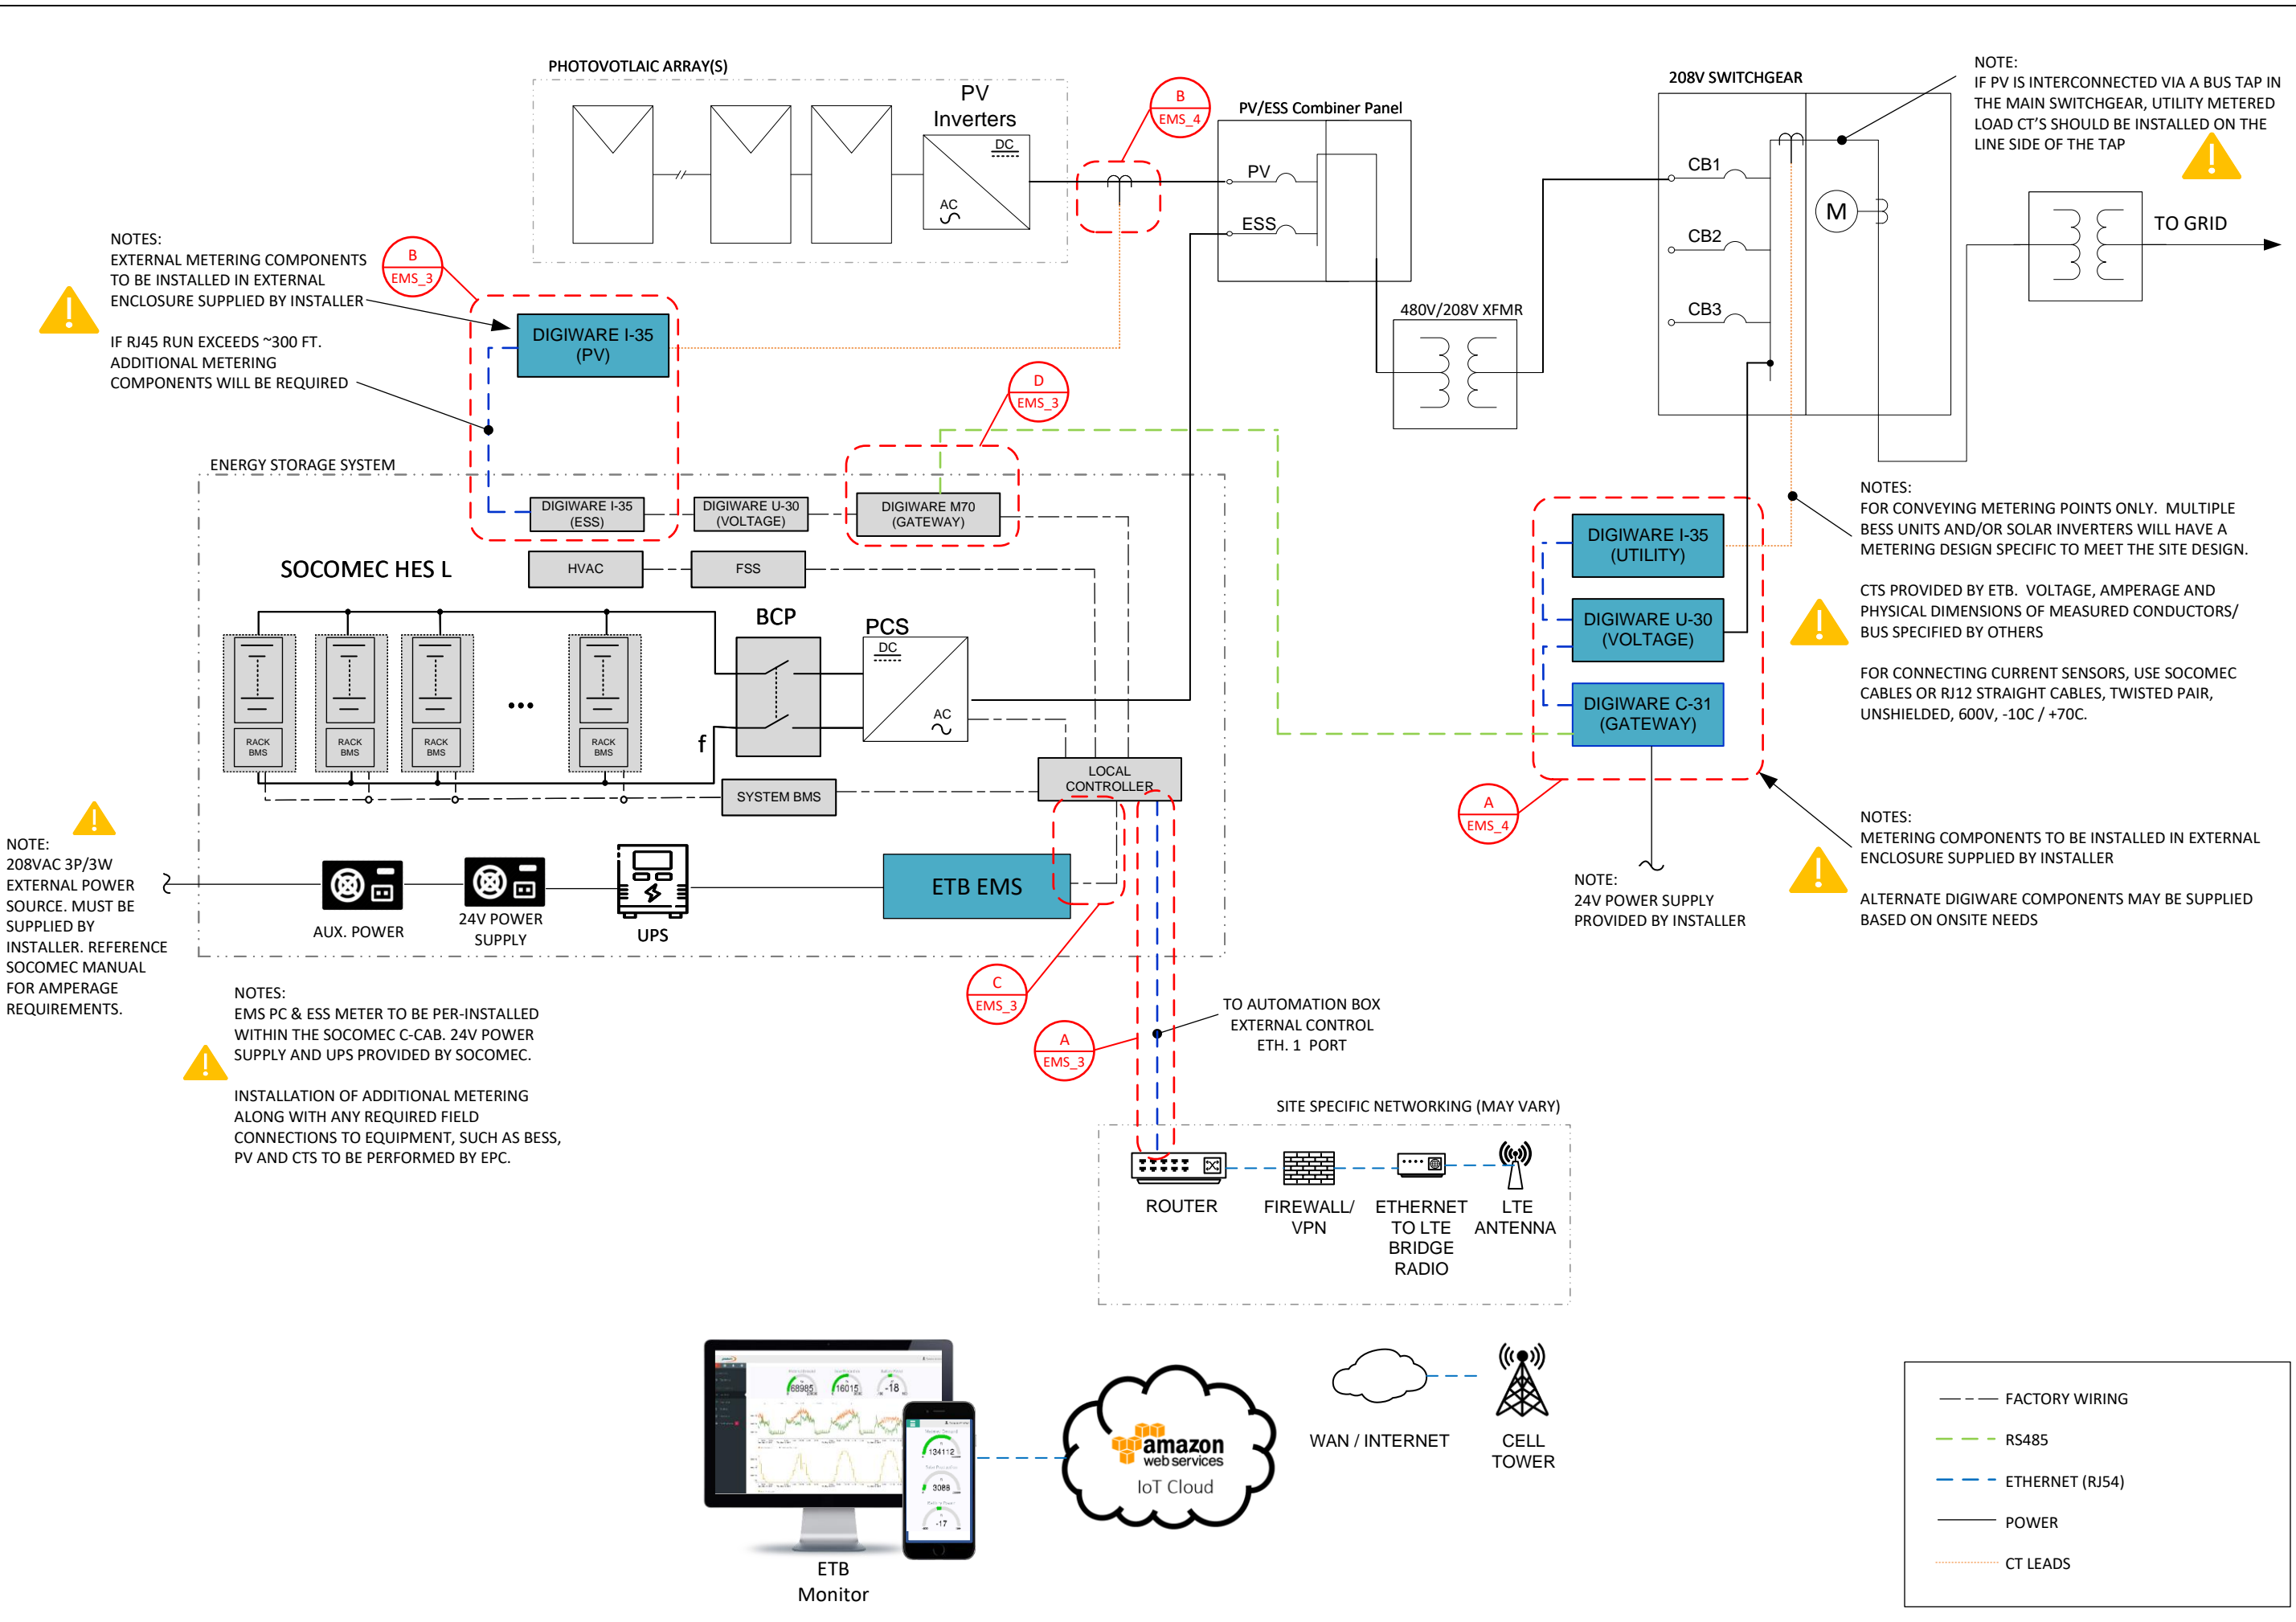 PHOTOVOTLAIC ARRAY(S)
PV
Inverters
DC
AC
B
EMS_4
PV/ESS Combiner Panel
PV
ESS
480V/208V XFMR
208V SWITCHGEAR
CB1
CB2
CB3
M
NOTE:
IF PV IS INTERCONNECTED VIA A BUS TAP IN
THE MAIN SWITCHGEAR, UTILITY METERED
LOAD CT'S SHOULD BE INSTALLED ON THE
LINE SIDE OF THE TAP
TO GRID
NOTES:
EXTERNAL METERING COMPONENTS
TO BE INSTALLED IN EXTERNAL
ENCLOSURE SUPPLIED BY INSTALLER
IF RJ45 RUN EXCEEDS ~300 FT.
ADDITIONAL METERING
COMPONENTS WILL BE REQUIRED
B
EMS_3
DIGIWARE I-35
(PV)
D
EMS_3
ENERGY STORAGE SYSTEM
DIGIWARE I-35
(ESS)
DIGIWARE U-30
(VOLTAGE)
DIGIWARE M70
(GATEWAY)
SOCOMEC HES L
HVAC
FSS
BCP
PCS
DC
AC
RACK
BMS
RACK
BMS
RACK
BMS
RACK
BMS
f
SYSTEM BMS
LOCAL
CONTROLLER
AUX. POWER
24V POWER
SUPPLY
UPS
ETB EMS
NOTE:
208VAC 3P/3W
EXTERNAL POWER
SOURCE. MUST BE
SUPPLIED BY
INSTALLER. REFERENCE
SOCOMEC MANUAL
FOR AMPERAGE
REQUIREMENTS.
NOTES:
EMS PC & ESS METER TO BE PER-INSTALLED
WITHIN THE SOCOMEC C-CAB. 24V POWER
SUPPLY AND UPS PROVIDED BY SOCOMEC.
INSTALLATION OF ADDITIONAL METERING
ALONG WITH ANY REQUIRED FIELD
CONNECTIONS TO EQUIPMENT, SUCH AS BESS,
PV AND CTS TO BE PERFORMED BY EPC.
C
EMS_3
A
EMS_3
TO AUTOMATION BOX
EXTERNAL CONTROL
ETH. 1 PORT
DIGIWARE I-35
(UTILITY)
DIGIWARE U-30
(VOLTAGE)
DIGIWARE C-31
(GATEWAY)
A
EMS_4
NOTE:
24V POWER SUPPLY
PROVIDED BY INSTALLER
NOTES:
FOR CONVEYING METERING POINTS ONLY. MULTIPLE
BESS UNITS AND/OR SOLAR INVERTERS WILL HAVE A
METERING DESIGN SPECIFIC TO MEET THE SITE DESIGN.
CTS PROVIDED BY ETB. VOLTAGE, AMPERAGE AND
PHYSICAL DIMENSIONS OF MEASURED CONDUCTORS/
BUS SPECIFIED BY OTHERS
FOR CONNECTING CURRENT SENSORS, USE SOCOMEC
CABLES OR RJ12 STRAIGHT CABLES, TWISTED PAIR,
UNSHIELDED, 600V, -10C / +70C.
NOTES:
METERING COMPONENTS TO BE INSTALLED IN EXTERNAL
ENCLOSURE SUPPLIED BY INSTALLER
ALTERNATE DIGIWARE COMPONENTS MAY BE SUPPLIED
BASED ON ONSITE NEEDS
SITE SPECIFIC NETWORKING (MAY VARY)
ROUTER
FIREWALL/
VPN
ETHERNET
TO LTE
BRIDGE
RADIO
LTE
ANTENNA
68985
16015
-18
134112
3088
-17
ETB
Monitor
amazon
web services
IoT Cloud
WAN / INTERNET
CELL
TOWER
FACTORY WIRING
RS485
ETHERNET (RJ54)
POWER
CT LEADS